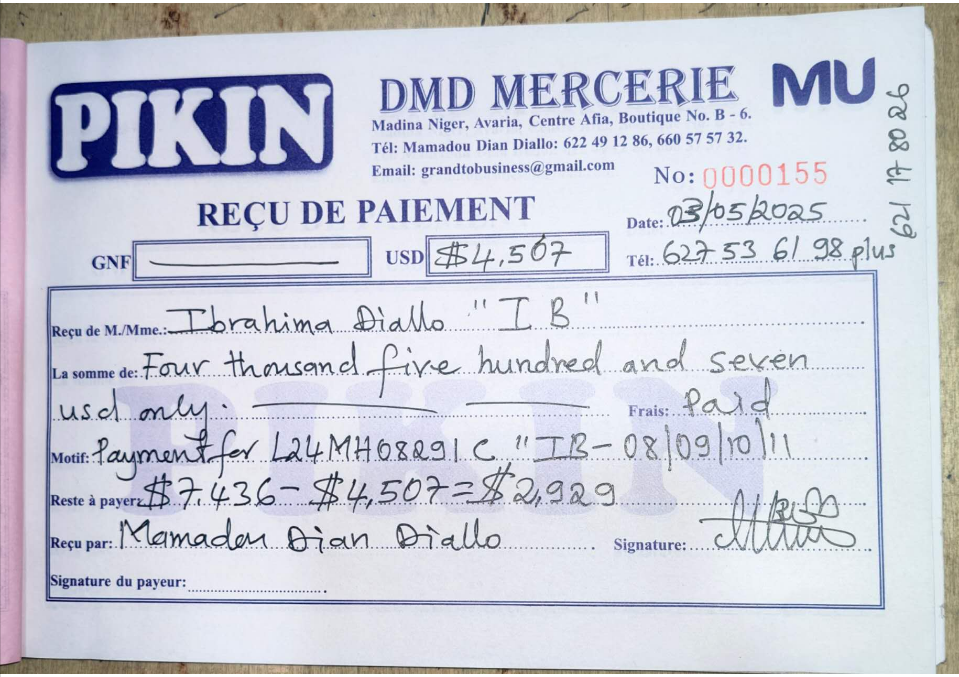 PIKIN
DMD MERCERIE
MU
Madina Niger, Avaria, Centre Afia, Boutique No. B - 6.
Tél: Mamadou Dian Diallo: 622 49 12 86, 660 57 57 32.
Email: grandtobusiness@gmail.com
No: 0000155
621 17 80 26
REÇU DE PAIEMENT
Date: 03/05/2025
GNF
USD $4,507
Tél: 627 53 61 98 plus
Reçu de M./Mme.: Ibrahima Diallo "I B"
La somme de: Four thousand five hundred and seven
usd only.
Frais: Paid
Motif: Payment for L24MH08291C "IB-08/09/10/11
Reste à payer: $7,436-$4,507=$2,929
Reçu par: Mamadou Dian Diallo
Signature:
Signature du payeur:
PIKIN